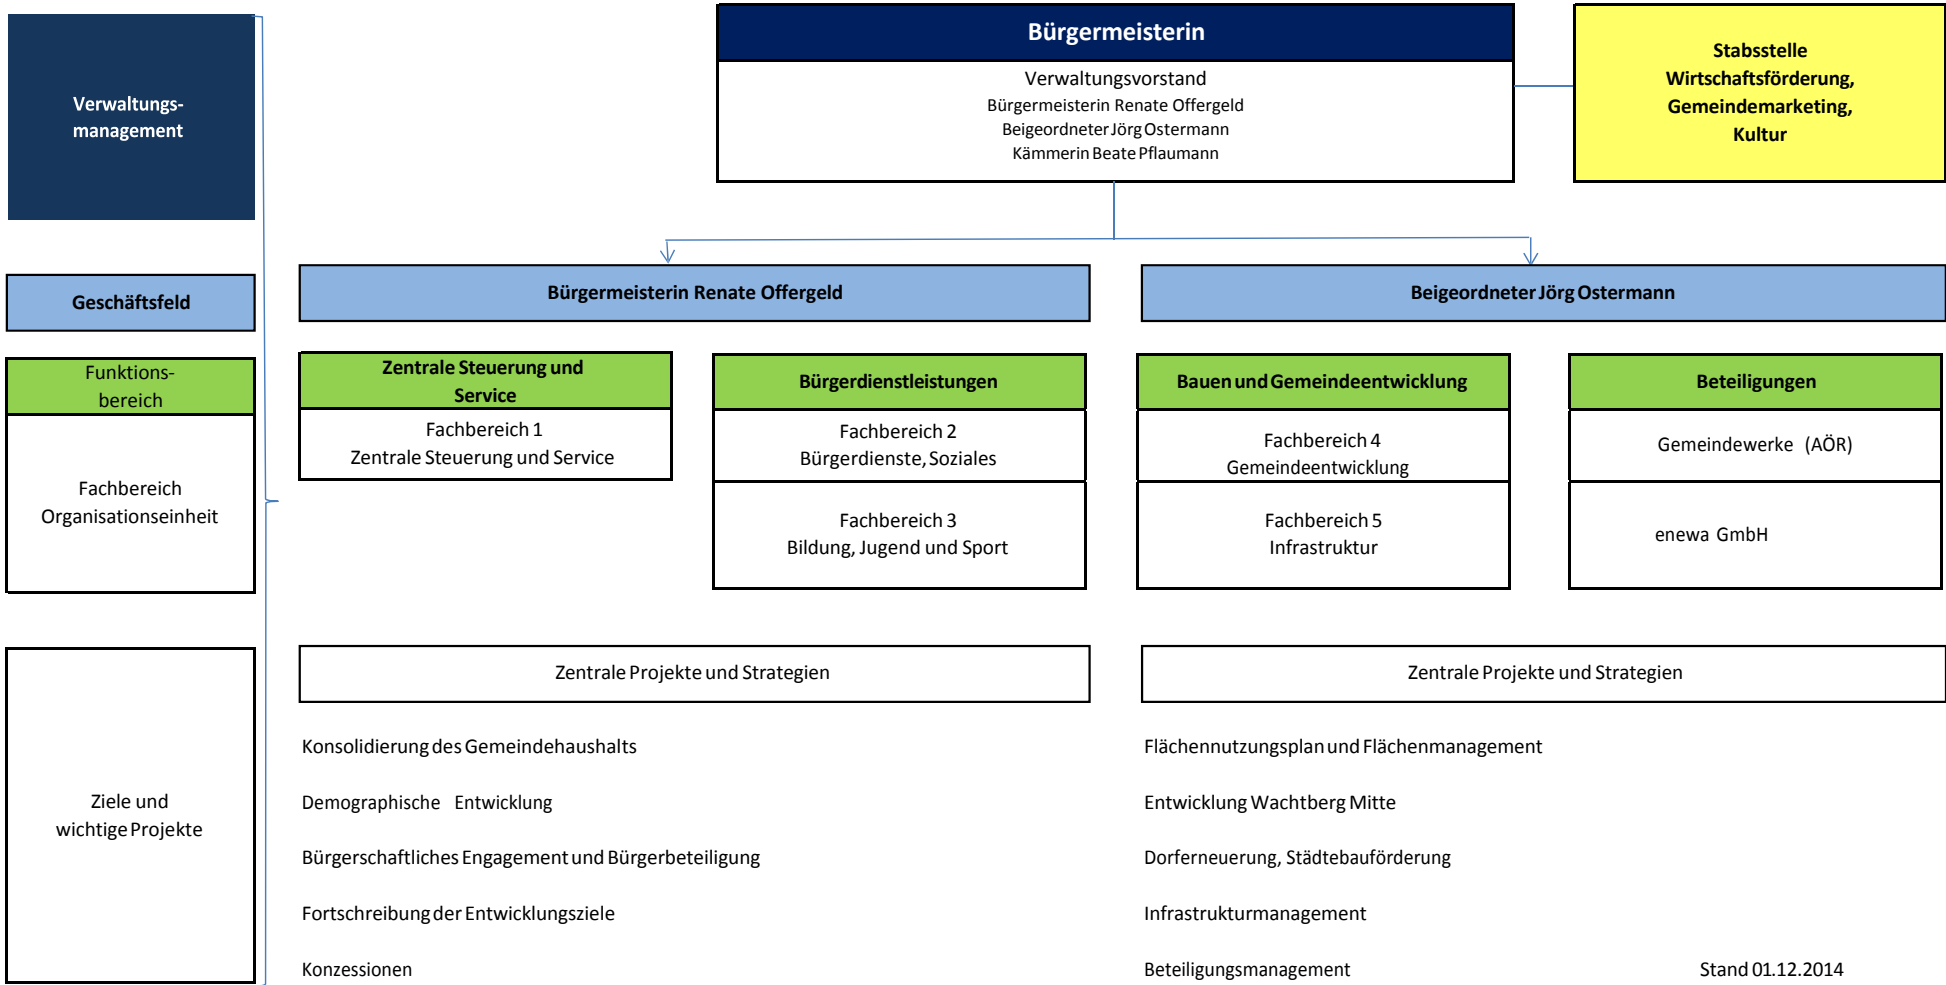 Verwaltungs-
management
Bürgermeisterin
Verwaltungsvorstand
Bürgermeisterin Renate Offergeld
Beigeordneter Jörg Ostermann
Kämmerin Beate Pflaumann
Stabsstelle
Wirtschaftsförderung,
Gemeindemarketing,
Kultur
Geschäftsfeld
Bürgermeisterin Renate Offergeld
Beigeordneter Jörg Ostermann
Funktions-
bereich
Fachbereich
Organisationseinheit
Zentrale Steuerung und
Service
Fachbereich 1
Zentrale Steuerung und Service
Bürgerdienstleistungen
Fachbereich 2
Bürgerdienste, Soziales
Fachbereich 3
Bildung, Jugend und Sport
Bauen und Gemeindeentwicklung
Fachbereich 4
Gemeindeentwicklung
Fachbereich 5
Infrastruktur
Beteiligungen
Gemeindewerke (AÖR)
enewa GmbH
Ziele und
wichtige Projekte
Zentrale Projekte und Strategien
Konsolidierung des Gemeindehaushalts
Demographische Entwicklung
Bürgerschaftliches Engagement und Bürgerbeteiligung
Fortschreibung der Entwicklungsziele
Konzessionen
Zentrale Projekte und Strategien
Flächennutzungsplan und Flächenmanagement
Entwicklung Wachtberg Mitte
Dorferneuerung, Städtebauförderung
Infrastrukturmanagement
Beteiligungsmanagement
Stand 01.12.2014